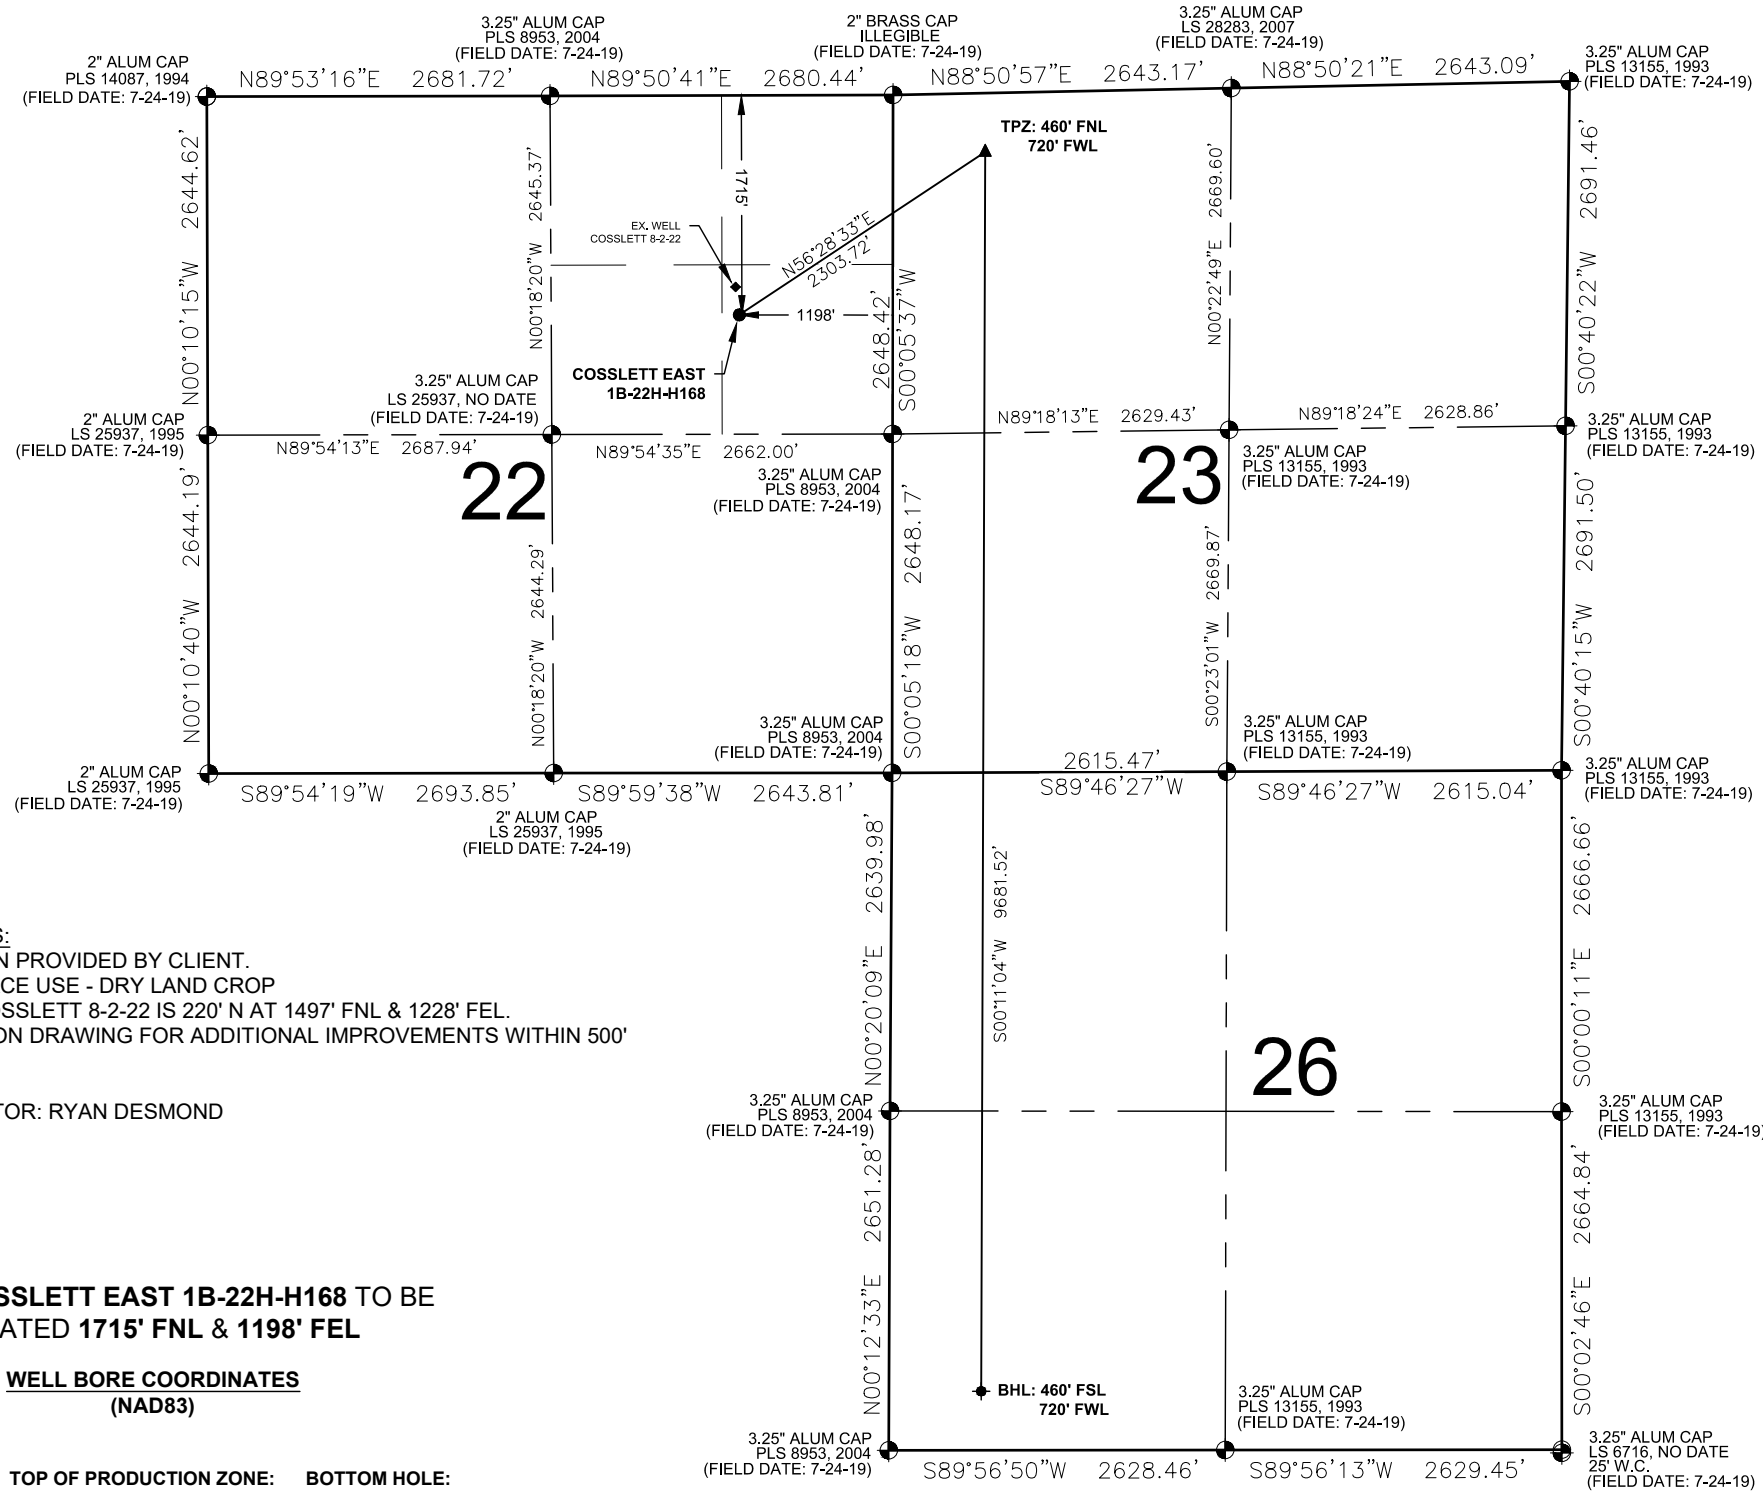 3.25" ALUM CAP
PLS 8953, 2004
(FIELD DATE: 7-24-19)
2" BRASS CAP
ILLEGIBLE
(FIELD DATE: 7-24-19)
3.25" ALUM CAP
LS 28283, 2007
(FIELD DATE: 7-24-19)
2" ALUM CAP
PLS 14087, 1994
(FIELD DATE: 7-24-19)
3.25" ALUM CAP
PLS 13155, 1993
(FIELD DATE: 7-24-19)
N89°53'16"E 2681.72'
N89°50'41"E 2680.44'
N88°50'57"E 2643.17'
N88°50'21"E 2643.09'
TPZ: 460' FNL
720' FWL
N00°10'15"W 2644.62'
N00°18'20"W 2645.37'
1715'
EX. WELL
COSSLETT 8-2-22
N56°28'33"E
2303.72'
1198'
2648.42'
S00°05'37"W
N00°22'49"E 2669.60'
S00°40'22"W 2691.46'
COSSLETT EAST
1B-22H-H168
3.25" ALUM CAP
LS 25937, NO DATE
(FIELD DATE: 7-24-19)
2" ALUM CAP
LS 25937, 1995
(FIELD DATE: 7-24-19)
N89°54'13"E 2687.94'
N89°54'35"E 2662.00'
N89°18'13"E 2629.43'
N89°18'24"E 2628.86'
3.25" ALUM CAP
PLS 13155, 1993
(FIELD DATE: 7-24-19)
22
23
3.25" ALUM CAP
PLS 8953, 2004
(FIELD DATE: 7-24-19)
3.25" ALUM CAP
PLS 13155, 1993
(FIELD DATE: 7-24-19)
N00°10'40"W 2644.19'
N00°18'20"W 2644.29'
S00°05'18"W 2648.17'
S00°23'01"W 2669.87'
S00°40'15"W 2691.50'
3.25" ALUM CAP
PLS 8953, 2004
(FIELD DATE: 7-24-19)
3.25" ALUM CAP
PLS 13155, 1993
(FIELD DATE: 7-24-19)
2" ALUM CAP
LS 25937, 1995
(FIELD DATE: 7-24-19)
3.25" ALUM CAP
PLS 13155, 1993
(FIELD DATE: 7-24-19)
S89°54'19"W 2693.85'
S89°59'38"W 2643.81'
2615.47'
S89°46'27"W
S89°46'27"W 2615.04'
2" ALUM CAP
LS 25937, 1995
(FIELD DATE: 7-24-19)
N00°20'09"E 2639.98'
S00°11'04"W 9681.52'
S00°00'11"E 2666.66'
S:
N PROVIDED BY CLIENT.
CE USE - DRY LAND CROP
OSSLETT 8-2-22 IS 220' N AT 1497' FNL & 1228' FEL.
ON DRAWING FOR ADDITIONAL IMPROVEMENTS WITHIN 500'
TOR: RYAN DESMOND
26
3.25" ALUM CAP
PLS 8953, 2004
(FIELD DATE: 7-24-19)
3.25" ALUM CAP
PLS 13155, 1993
(FIELD DATE: 7-24-19)
N00°12'33"E 2651.28'
S00°02'46"E 2664.84'
SSLETT EAST 1B-22H-H168 TO BE
ATED 1715' FNL & 1198' FEL
WELL BORE COORDINATES
(NAD83)
BHL: 460' FSL
720' FWL
3.25" ALUM CAP
PLS 13155, 1993
(FIELD DATE: 7-24-19)
3.25" ALUM CAP
PLS 8953, 2004
(FIELD DATE: 7-24-19)
3.25" ALUM CAP
LS 6716, NO DATE
25' W.C.
(FIELD DATE: 7-24-19)
S89°56'50"W 2628.46'
S89°56'13"W 2629.45'
TOP OF PRODUCTION ZONE: BOTTOM HOLE: